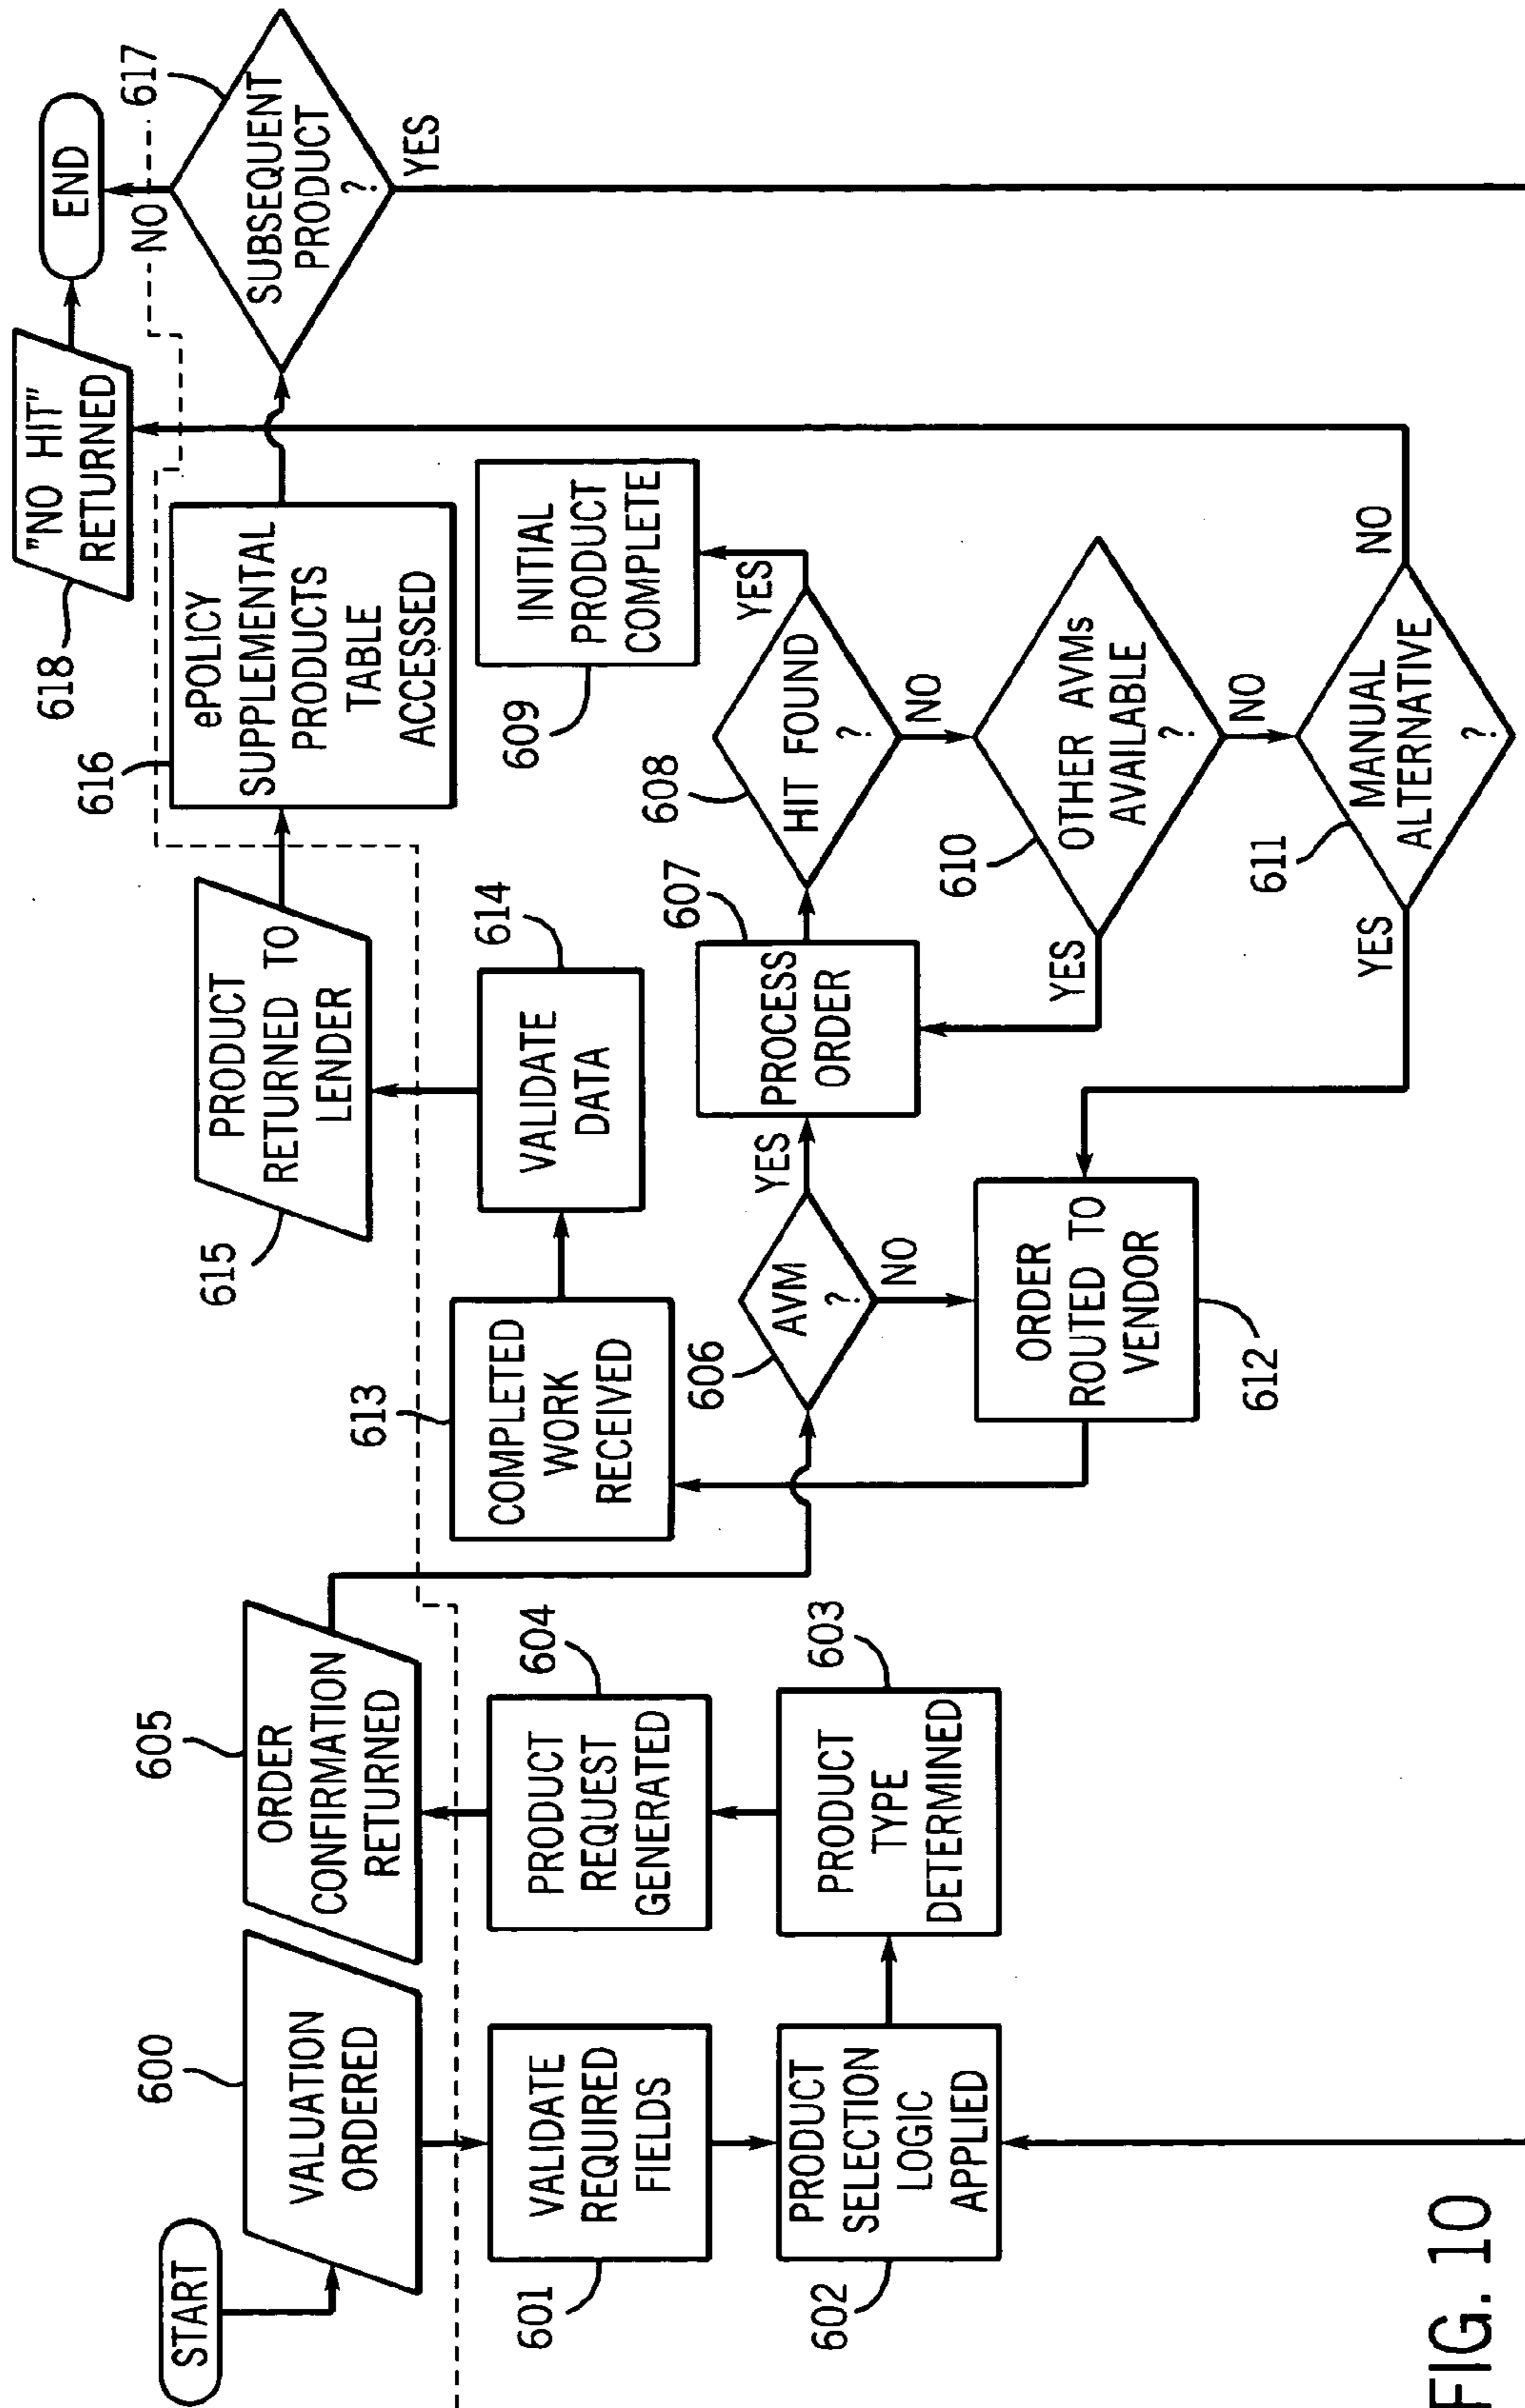 START
600
VALUATION
ORDERED
601
VALIDATE
REQUIRED
FIELDS
602
PRODUCT
SELECTION
LOGIC
APPLIED
603
PRODUCT
TYPE
DETERMINED
604
PRODUCT
REQUEST
GENERATED
605
ORDER
CONFIRMATION
RETURNED
606
AVM
?
YES
NO
607
PROCESS
ORDER
608
HIT FOUND
?
YES
NO
609
INITIAL
PRODUCT
COMPLETE
610
OTHER AVMs
AVAILABLE
?
YES
NO
611
MANUAL
ALTERNATIVE
?
YES
NO
612
ORDER
ROUTED TO
VENDOR
613
COMPLETED
WORK
RECEIVED
614
VALIDATE
DATA
615
PRODUCT
RETURNED TO
LENDER
616
ePOLICY
SUPPLEMENTAL
PRODUCTS
TABLE
ACCESSED
617
SUBSEQUENT
PRODUCT
?
NO
YES
618
"NO HIT"
RETURNED
END
FIG. 10